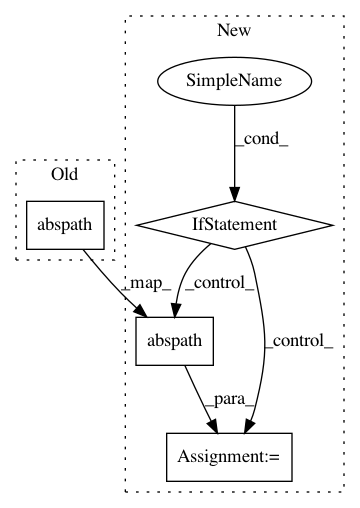 New
SimpleName
_cond_
Old
IfStatement
abspath
_map_
_control_
_control_
abspath
_para_
Assignment:=